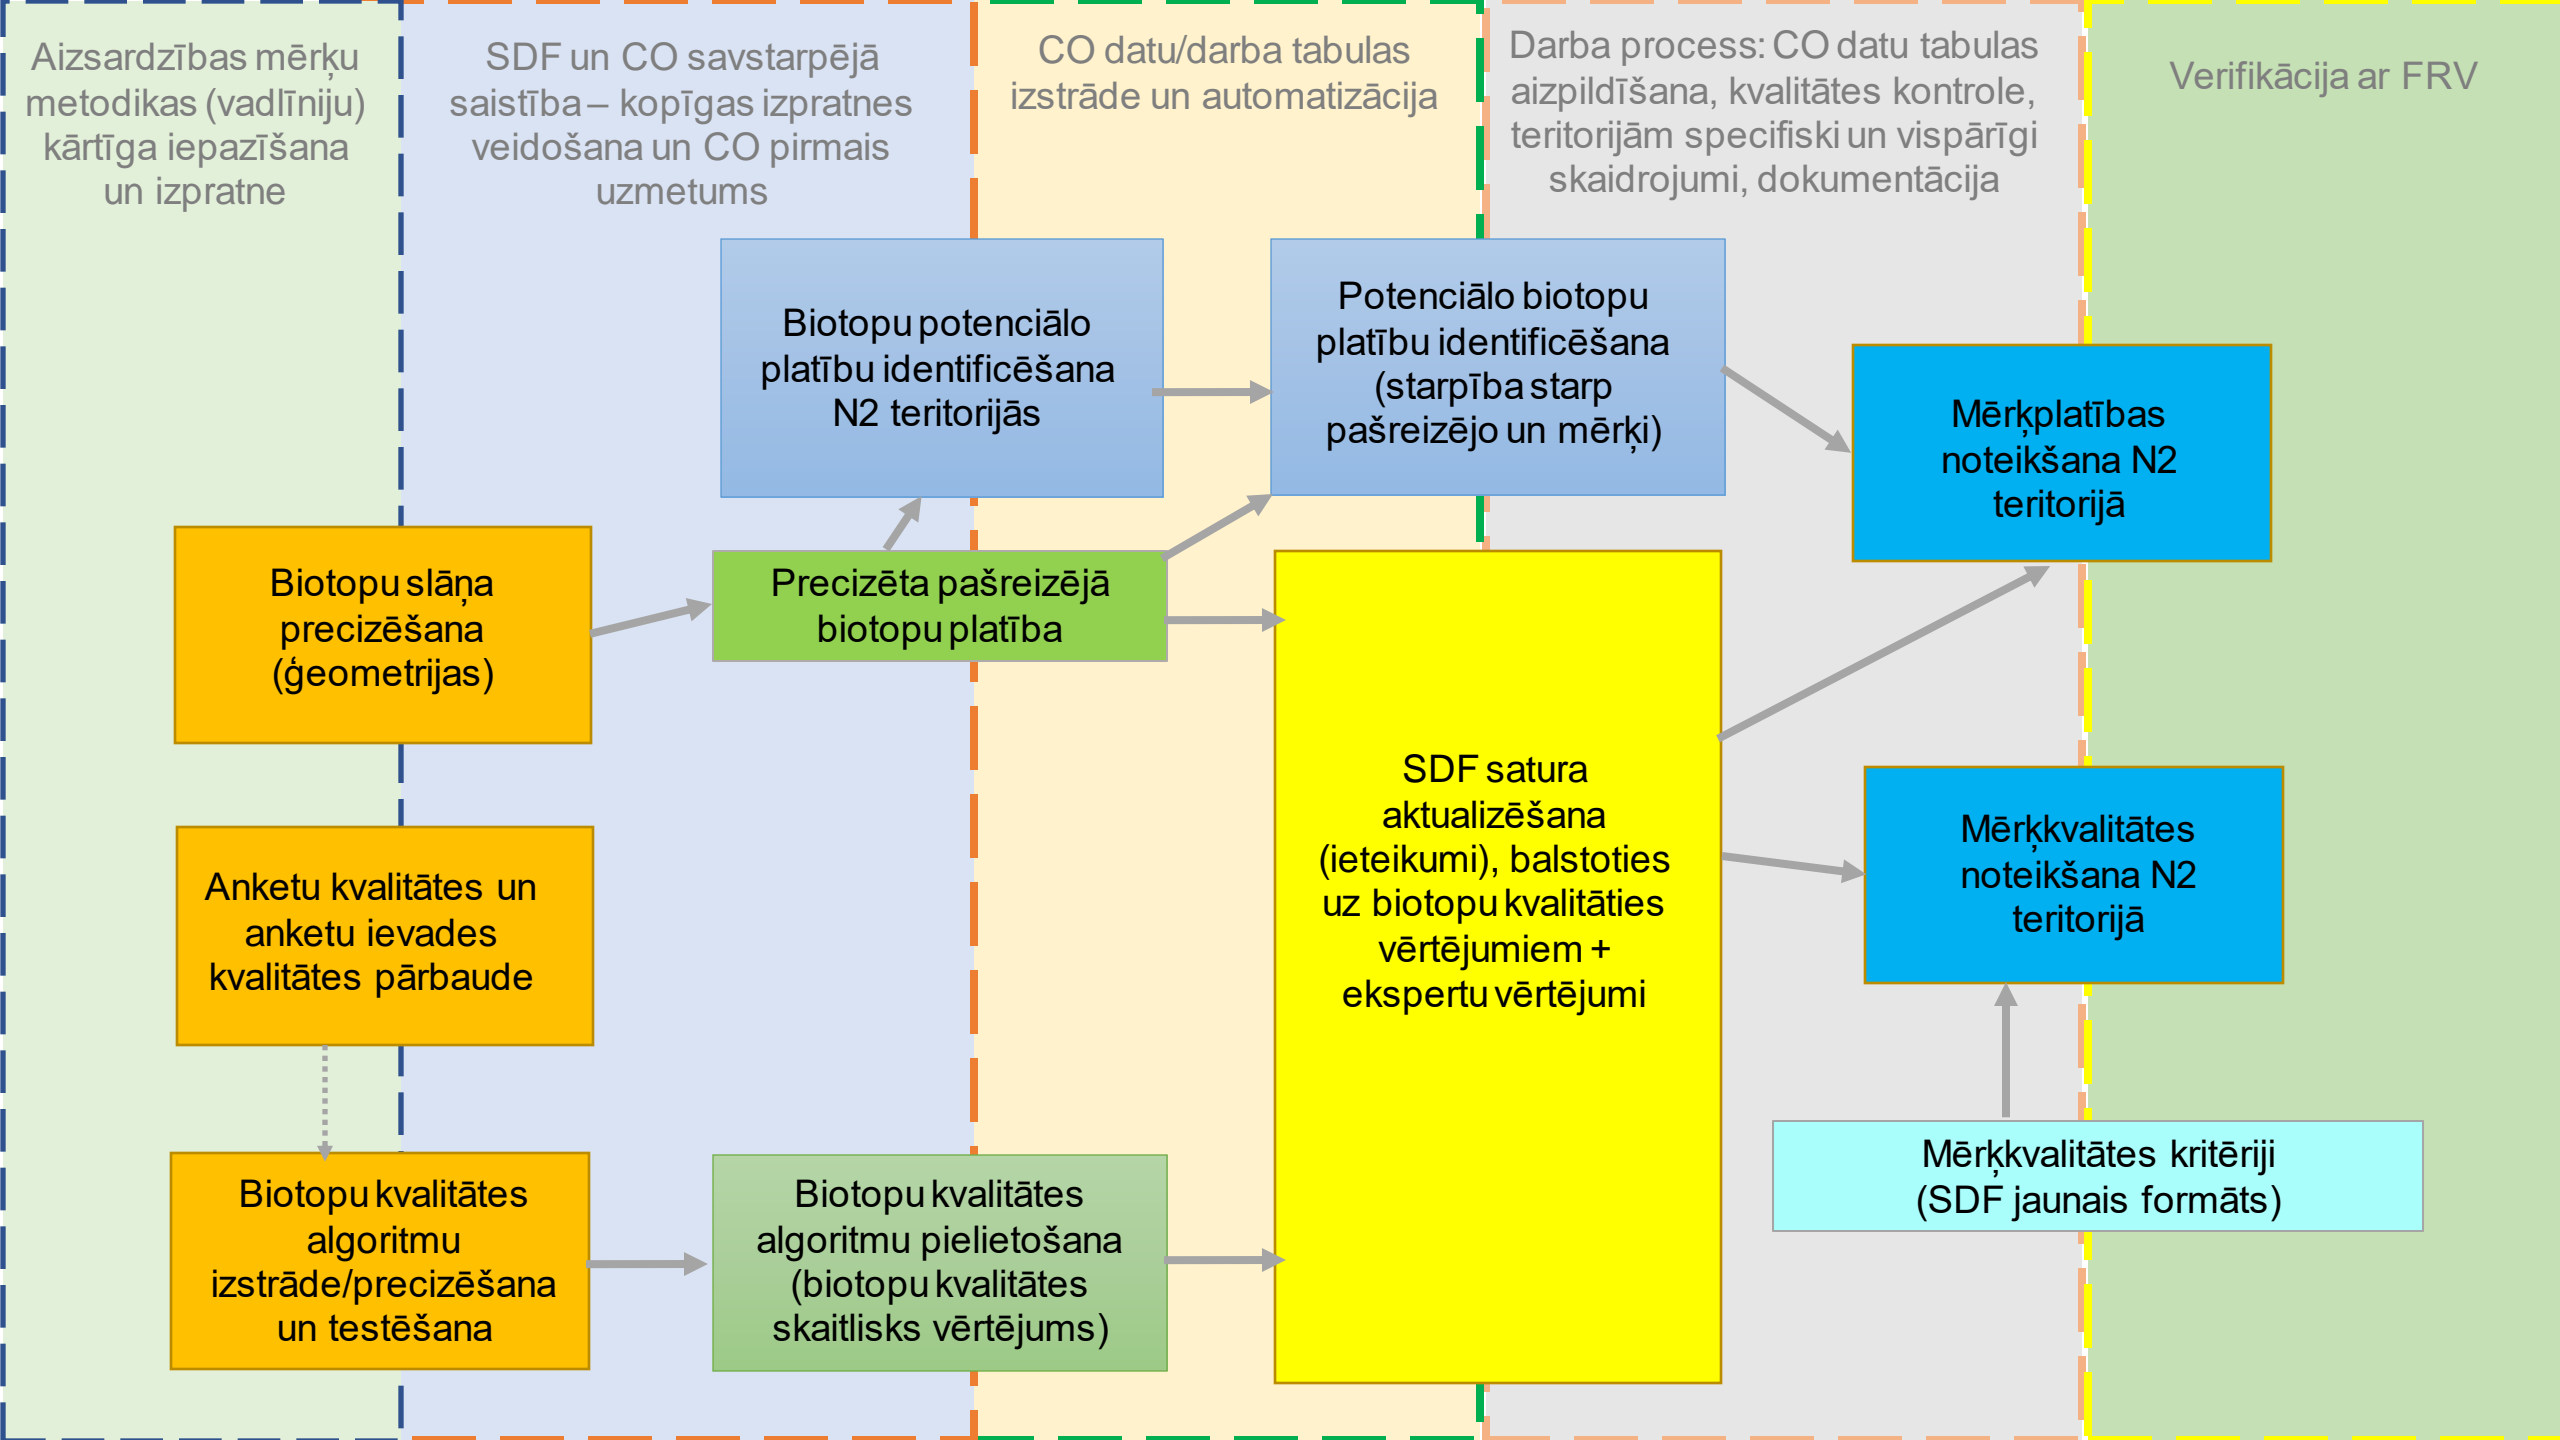 Aizsardzības mērķu
metodikas (vadlīniju)
kārtīga iepazīšana
un izpratne
SDF un CO savstarpējā
saistība – kopīgas izpratnes
veidošana un CO pirmais
uzmetums
CO datu/darba tabulas
izstrāde un automatizācija
Darba process: CO datu tabulas
aizpildīšana, kvalitātes kontrole,
teritorijām specifiski un vispārīgi
skaidrojumi, dokumentācija
Verifikācija ar FRV
Biotopu potenciālo
platību identificēšana
N2 teritorijās
Potenciālo biotopu
platību identificēšana
(starpība starp
pašreizējo un mērķi)
Mērķplatības
noteikšana N2
teritorijā
Biotopu slāņa
precizēšana
(ģeometrijas)
Precizēta pašreizējā
biotopu platība
SDF satura
aktualizēšana
(ieteikumi), balstoties
uz biotopu kvalitāties
vērtējumiem +
ekspertu vērtējumi
Mērķkvalitātes
noteikšana N2
teritorijā
Anketu kvalitātes un
anketu ievades
kvalitātes pārbaude
Mērķkvalitātes kritēriji
(SDF jaunais formāts)
Biotopu kvalitātes
algoritmu
izstrāde/precizēšana
un testēšana
Biotopu kvalitātes
algoritmu pielietošana
(biotopu kvalitātes
skaitlisks vērtējums)